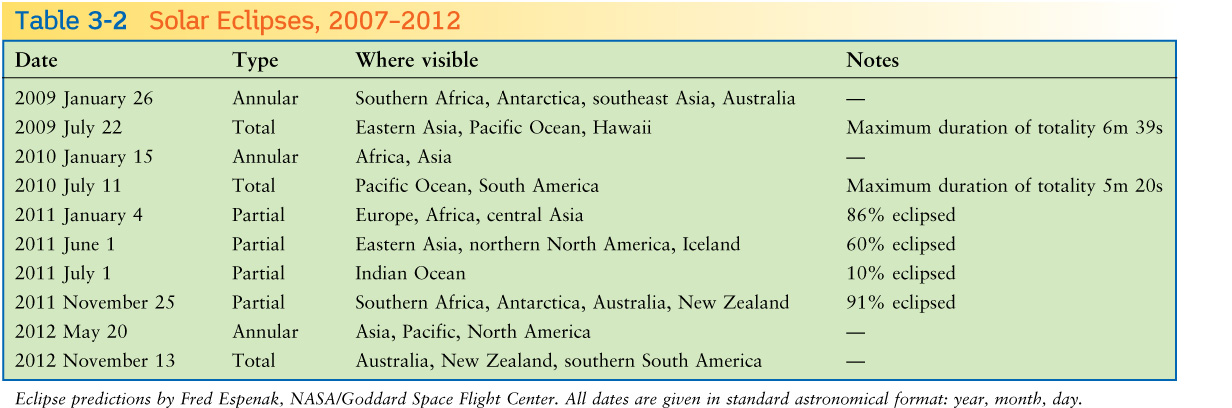 Table 3-2 Solar Eclipses, 2007–2012
Date Type Where visible Notes
2009 January 26 Annular Southern Africa, Antarctica, southeast Asia, Australia —
2009 July 22 Total Eastern Asia, Pacific Ocean, Hawaii Maximum duration of totality 6m 39s
2010 January 15 Annular Africa, Asia —
2010 July 11 Total Pacific Ocean, South America Maximum duration of totality 5m 20s
2011 January 4 Partial Europe, Africa, central Asia 86% eclipsed
2011 June 1 Partial Eastern Asia, northern North America, Iceland 60% eclipsed
2011 July 1 Partial Indian Ocean 10% eclipsed
2011 November 25 Partial Southern Africa, Antarctica, Australia, New Zealand 91% eclipsed
2012 May 20 Annular Asia, Pacific, North America —
2012 November 13 Total Australia, New Zealand, southern South America —
Eclipse predictions by Fred Espenak, NASA/Goddard Space Flight Center. All dates are given in standard astronomical format: year, month, day.